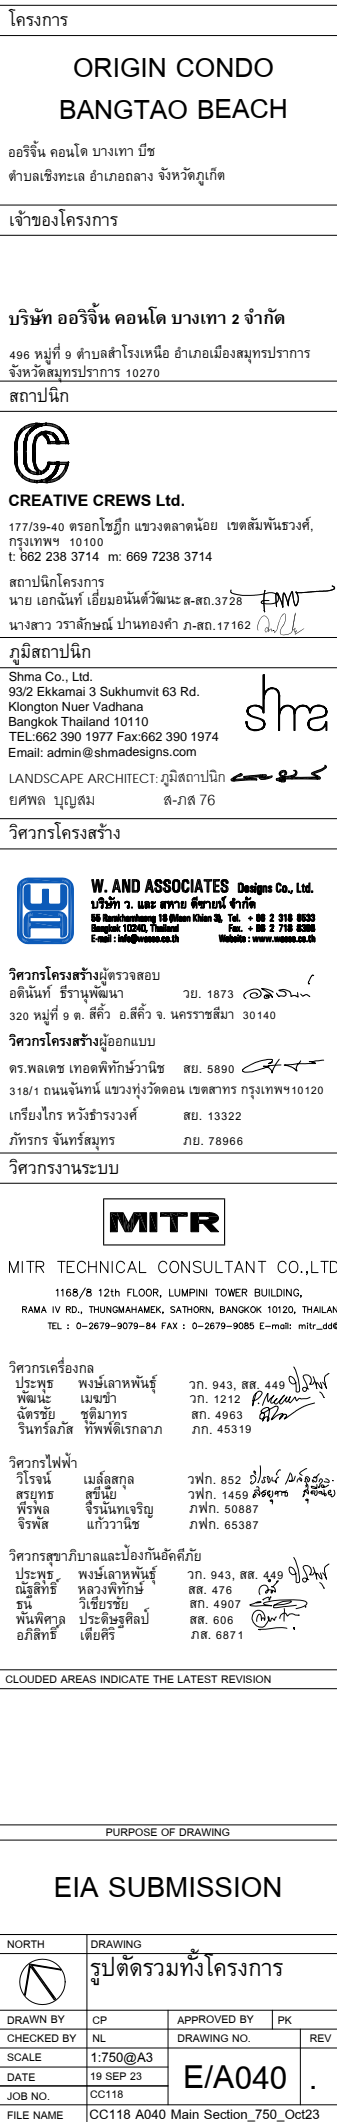 โครงการ
ORIGIN CONDO
BANGTAO BEACH
ออริจิ้น คอนโด บางเทา บีช
ตำบลเชิงทะเล อำเภอถลาง จังหวัดภูเก็ต
เจ้าของโครงการ
บริษัท ออริจิ้น คอนโด บางเทา 2 จำกัด
496 หมู่ที่ 9 ตำบลสำโรงเหนือ อำเภอเมืองสมุทรปราการ
จังหวัดสมุทรปราการ 10270
สถาปนิก
CREATIVE CREWS Ltd.
177/39-40 ตรอกโชฎึก แขวงตลาดน้อย เขตสัมพันธวงศ์,
กรุงเทพฯ 10100
t: 662 238 3714 m: 669 7238 3714
สถาปนิกโครงการ
นาย เอกฉันท์ เอี่ยมอนันต์วัฒนะ ส-สถ.3728
นางสาว วราลักษณ์ ปานทองคำ ภ-สถ.17162
ภูมิสถาปนิก
Shma Co., Ltd.
93/2 Ekkamai 3 Sukhumvit 63 Rd.
Klongton Nuer Vadhana
Bangkok Thailand 10110
TEL:662 390 1977 Fax:662 390 1974
Email: admin@shmadesigns.com
shma
LANDSCAPE ARCHITECT: ภูมิสถาปนิก
ยศพล บุญสม ส-ภส 76
วิศวกรโครงสร้าง
W. AND ASSOCIATES Designs Co., Ltd.
บริษัท ว. และ สหาย ดีซายน์ จำกัด
55 Ramkhamhaeng 18 (Maen Khian 3), Tel. + 66 2 318 8533
Bangkok 10240, Thailand Fax. + 66 2 718 8308
E-mail : info@wasso.co.th Website : www.wasso.co.th
วิศวกรโครงสร้างผู้ตรวจสอบ
อดินันท์ ธีรานุพัฒนา วย. 1873
320 หมู่ที่ 9 ต. สีคิ้ว อ.สีคิ้ว จ. นครราชสีมา 30140
วิศวกรโครงสร้างผู้ออกแบบ
ดร.พลเดช เทอดพิทักษ์วานิช สย. 5890
318/1 ถนนจันทน์ แขวงทุ่งวัดดอน เขตสาทร กรุงเทพฯ10120
เกรียงไกร หวังธำรงวงศ์ สย. 13322
ภัทรกร จันทร์สมุทร ภย. 78966
วิศวกรงานระบบ
MITR
MITR TECHNICAL CONSULTANT CO.,LTD
1168/8 12th FLOOR, LUMPINI TOWER BUILDING,
RAMA IV RD., THUNGMAHAMEK, SATHORN, BANGKOK 10120, THAILAN
TEL : 0-2679-9079-84 FAX : 0-2679-9085 E-mail: mitr_dd@
วิศวกรเครื่องกล
ประพุธ พงษ์เลาหพันธุ์ วก. 943, สส. 449
พัฒนะ เมฆขำ วก. 1212
ฉัตรชัย ชุติมาทร สก. 4963
รินทร์ลภัส ทัพพ์ดิเรกลาภ ภก. 45319
วิศวกรไฟฟ้า
วิโรจน์ เมล์ลุสกุล วฟก. 852
สรยุทธ สุขีนัย วฟก. 1459
พีรพล จิรนันทเจริญ ภฟก. 50887
จิรพัส แก้ววานิช ภฟก. 65387
วิศวกรสุขาภิบาลและป้องกันอัคคีภัย
ประพุธ พงษ์เลาหพันธุ์ วก. 943, สส. 449
ณัฐสิทธิ์ หลวงพิทักษ์ สส. 476
ธน วิเชียรชัย สก. 4907
พันพิศาล ประดิษฐศิลป์ สส. 606
อภิสิทธิ์ เตียศิริ ภส. 6871
CLOUDED AREAS INDICATE THE LATEST REVISION
PURPOSE OF DRAWING
EIA SUBMISSION
NORTH DRAWING
รูปตัดรวมทั้งโครงการ
DRAWN BY CP APPROVED BY PK
CHECKED BY NL DRAWING NO. REV
SCALE 1:750@A3
E/A040 .
DATE 19 SEP 23
JOB NO. CC118
FILE NAME CC118 A040 Main Section_750_Oct23